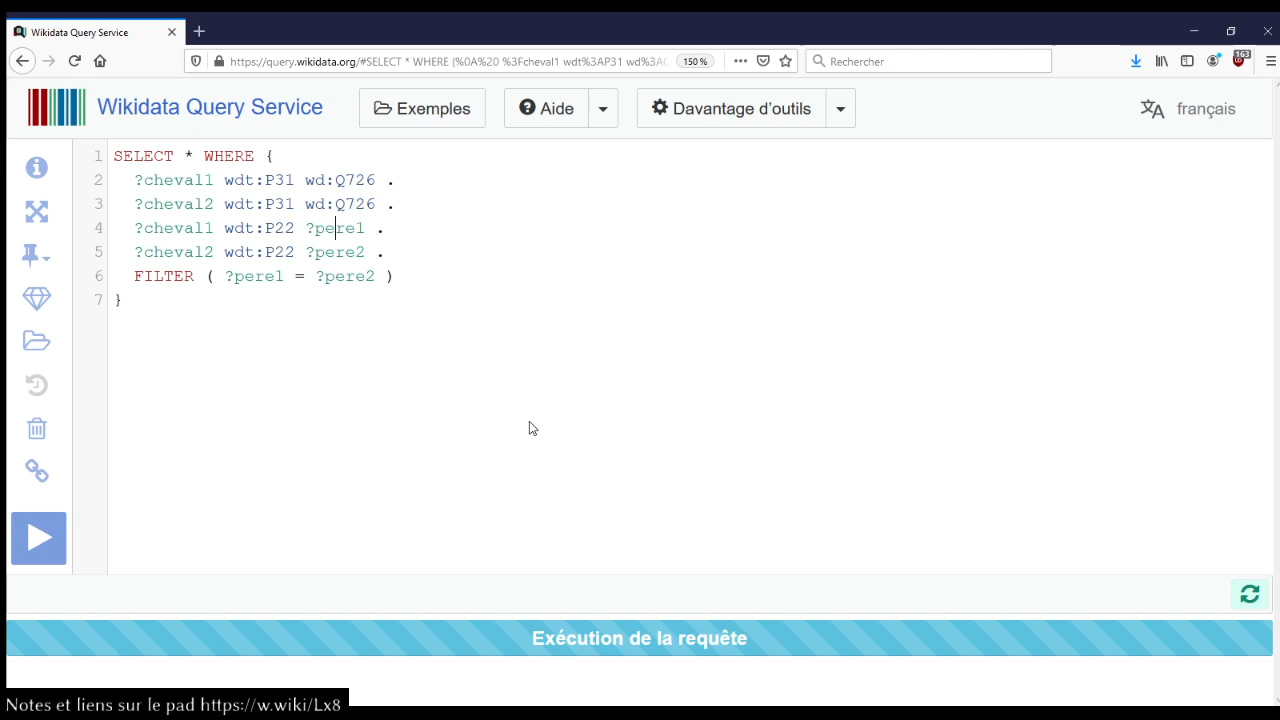 Wikidata Query Service
https://query.wikidata.org/#SELECT * WHERE {%0A%20 %3Fcheval1 wdt%3AP31 wd%3A
150 %
Rechercher
163
Wikidata Query Service
Exemples
Aide
Davantage d'outils
français
1 SELECT * WHERE {
2 ?cheval1 wdt:P31 wd:Q726 .
3 ?cheval2 wdt:P31 wd:Q726 .
4 ?cheval1 wdt:P22 ?pere1 .
5 ?cheval2 wdt:P22 ?pere2 .
6 FILTER ( ?pere1 = ?pere2 )
7 }
Exécution de la requête
Notes et liens sur le pad https://w.wiki/Lx8